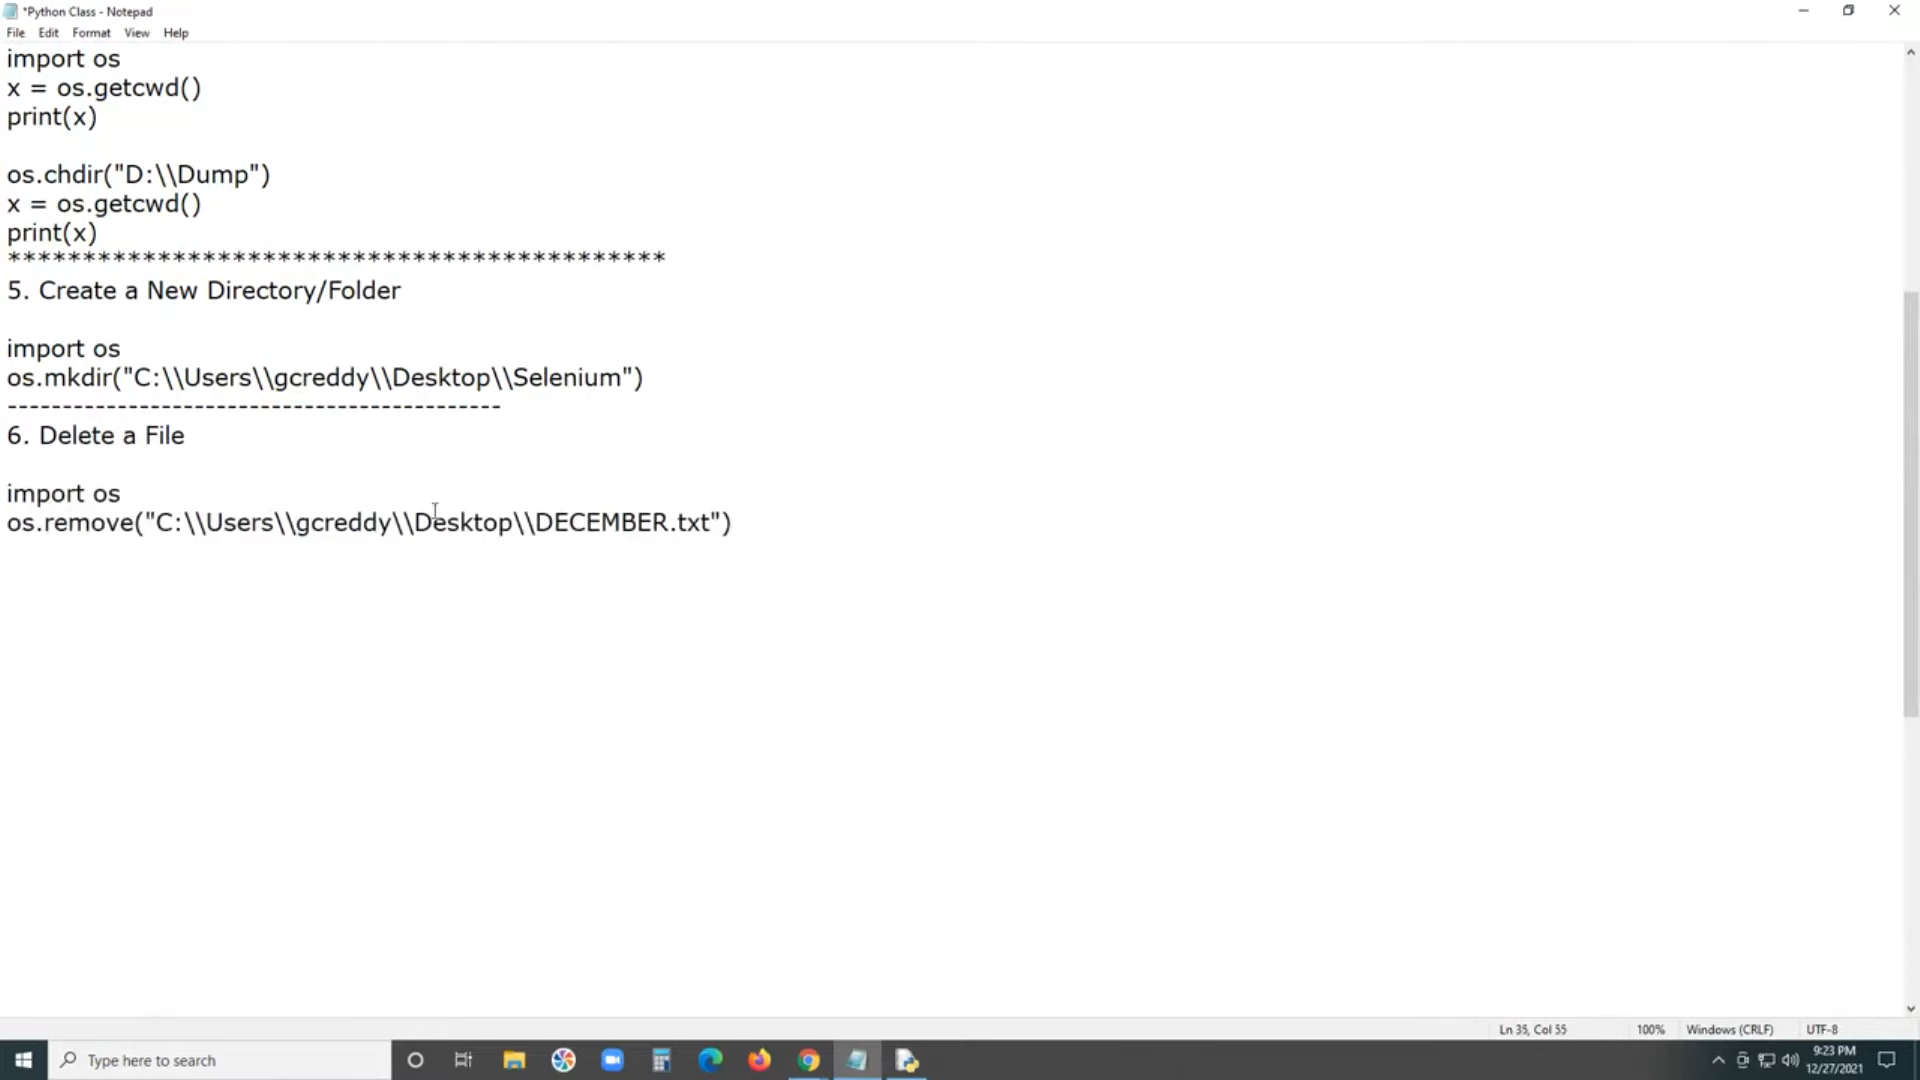 *Python Class - Notepad
File Edit Format View Help
import os
x = os.getcwd()
print(x)
os.chdir("D:\\Dump")
x = os.getcwd()
print(x)
********************************************
5. Create a New Directory/Folder
import os
os.mkdir("C:\\Users\\gcreddy\\Desktop\\Selenium")
---------------------------------------------
6. Delete a File
import os
os.remove("C:\\Users\\gcreddy\\Desktop\\DECEMBER.txt")
Ln 35, Col 55 100% Windows (CRLF) UTF-8
Type here to search
9:23 PM
12/27/2021